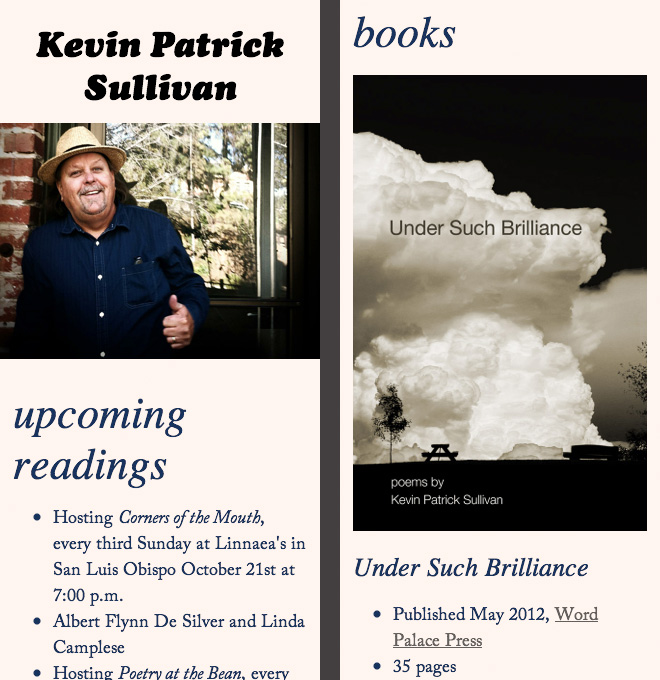 Kevin Patrick
Sullivan
upcoming
readings
Hosting Corners of the Mouth,
every third Sunday at Linnaea's in
San Luis Obispo October 21st at
7:00 p.m.
Albert Flynn De Silver and Linda
Camplese
Hosting Poetry at the Bean, every
books
Under Such Brilliance
poems by
Kevin Patrick Sullivan
Under Such Brilliance
Published May 2012, Word
Palace Press
35 pages